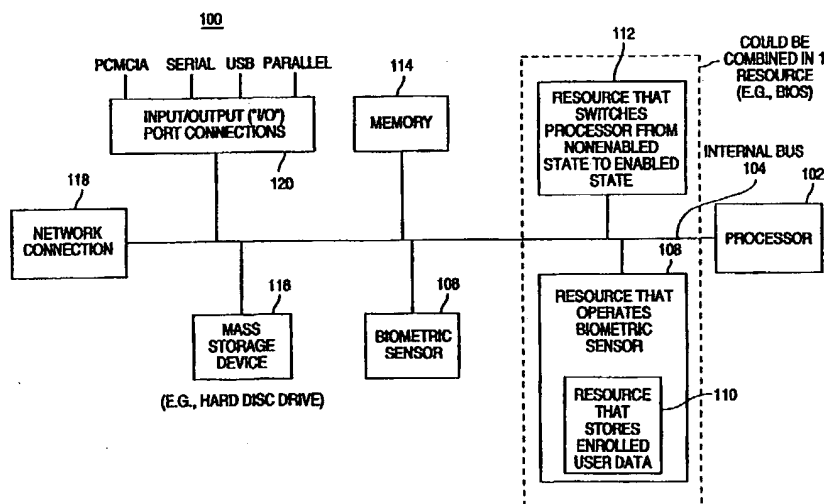 100
PCMCIA SERIAL USB PARALLEL
INPUT/OUTPUT ("I/O")
PORT CONNECTIONS
120
114
MEMORY
112
RESOURCE THAT
SWITCHES
PROCESSOR FROM
NONENABLED
STATE TO ENABLED
STATE
COULD BE
COMBINED IN 1
RESOURCE
(E.G., BIOS)
INTERNAL BUS
104
102
PROCESSOR
118
NETWORK
CONNECTION
116
MASS
STORAGE
DEVICE
(E.G., HARD DISC DRIVE)
106
BIOMETRIC
SENSOR
108
RESOURCE THAT
OPERATES
BIOMETRIC
SENSOR
110
RESOURCE
THAT
STORES
ENROLLED
USER DATA